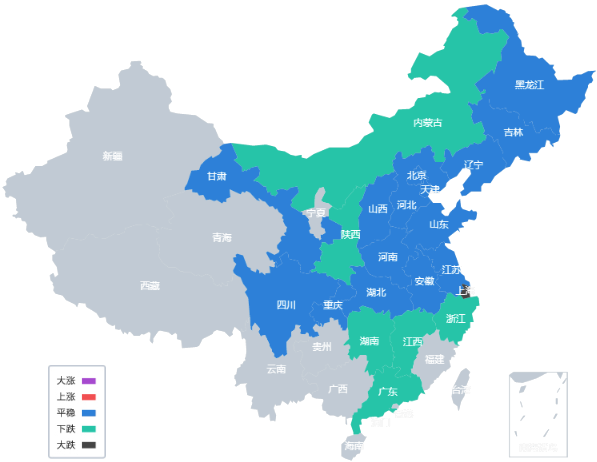 黑龙江
内蒙古
吉林
新疆
辽宁
甘肃
北京
天津
河北
山西
宁夏
山东
陕西
青海
河南
江苏
西藏
安徽
四川
重庆
湖北
上海
浙江
湖南
江西
贵州
福建
云南
广西
广东
台湾
海南
大涨
上涨
平稳
下跌
大跌